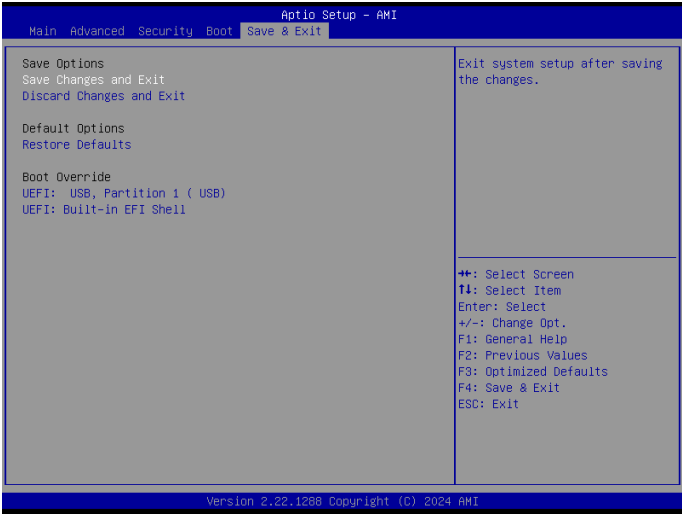 Aptio Setup – AMI
Main Advanced Security Boot Save & Exit
Save Options
Save Changes and Exit
Discard Changes and Exit
Default Options
Restore Defaults
Boot Override
UEFI: USB, Partition 1 ( USB)
UEFI: Built-in EFI Shell
Exit system setup after saving
the changes.
→←: Select Screen
↑↓: Select Item
Enter: Select
+/-: Change Opt.
F1: General Help
F2: Previous Values
F3: Optimized Defaults
F4: Save & Exit
ESC: Exit
Version 2.22.1288 Copyright (C) 2024 AMI